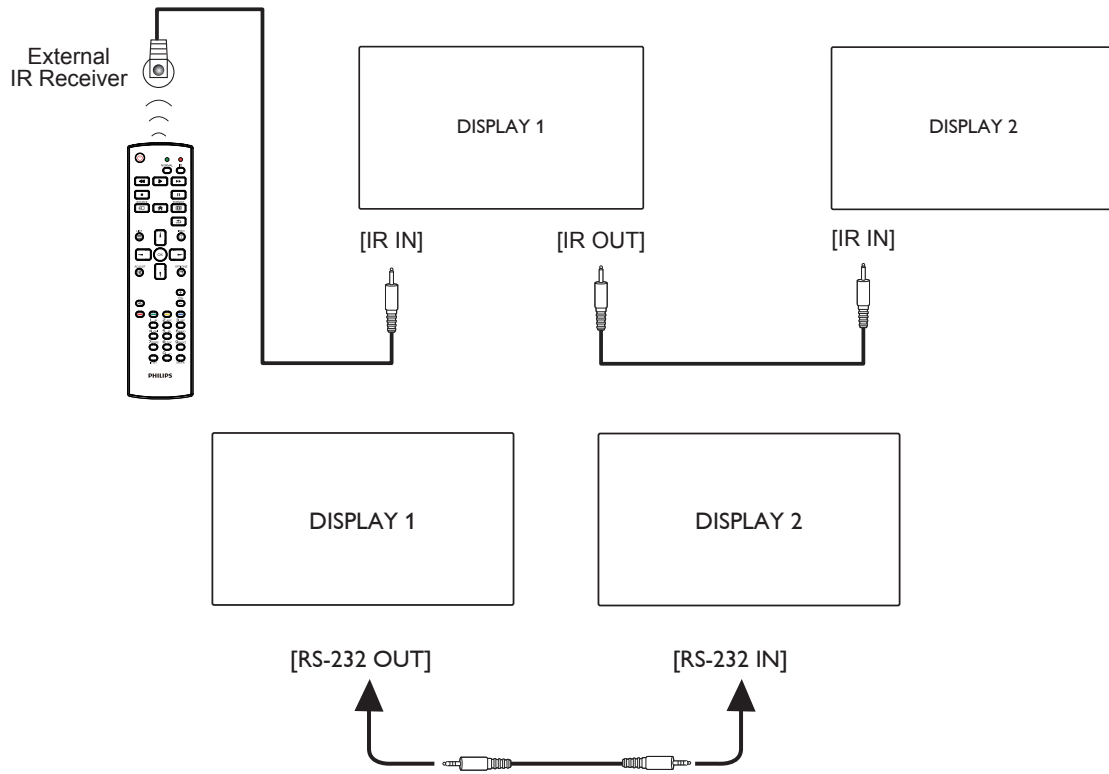 External
IR Receiver
DISPLAY 1
DISPLAY 2
[IR IN]
[IR OUT]
[IR IN]
PHILIPS
DISPLAY 1
DISPLAY 2
[RS-232 OUT]
[RS-232 IN]